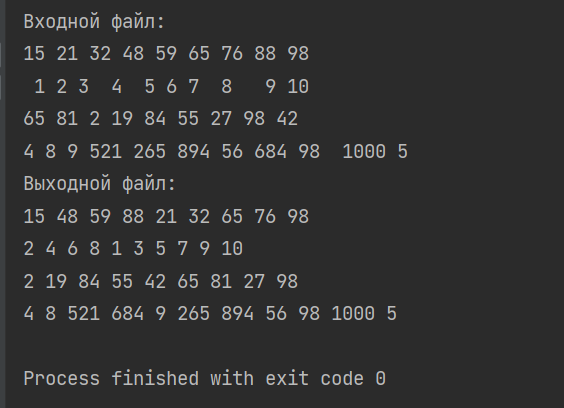 Входной файл:
15 21 32 48 59 65 76 88 98
 1 2 3  4  5 6 7  8   9 10
65 81 2 19 84 55 27 98 42
4 8 9 521 265 894 56 684 98  1000 5
Выходной файл:
15 48 59 88 21 32 65 76 98
2 4 6 8 1 3 5 7 9 10
2 19 84 55 42 65 81 27 98
4 8 521 684 9 265 894 56 98 1000 5
Process finished with exit code 0